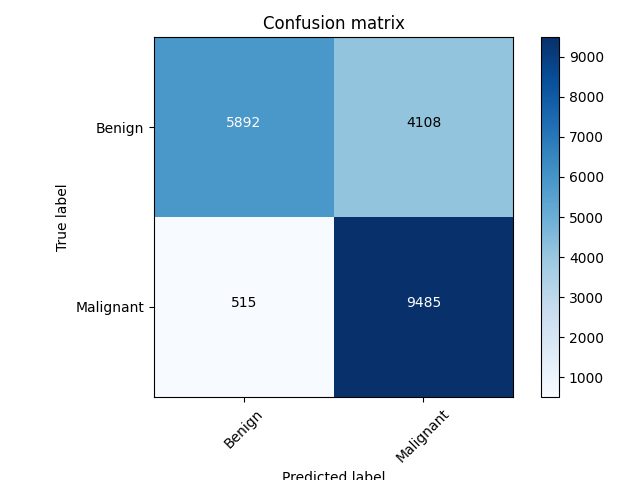 Confusion matrix
Benign
5892
4108
Malignant
515
9485
True label
Benign
Malignant
Predicted label
9000
8000
7000
6000
5000
4000
3000
2000
1000